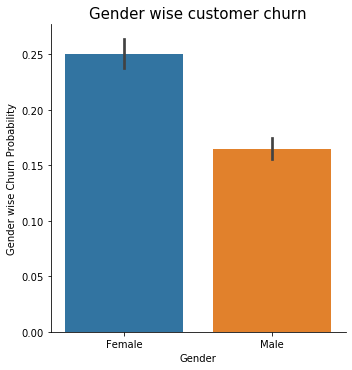 Gender wise customer churn
Gender wise Churn Probability
0.25
0.20
0.15
0.10
0.05
0.00
Female
Male
Gender